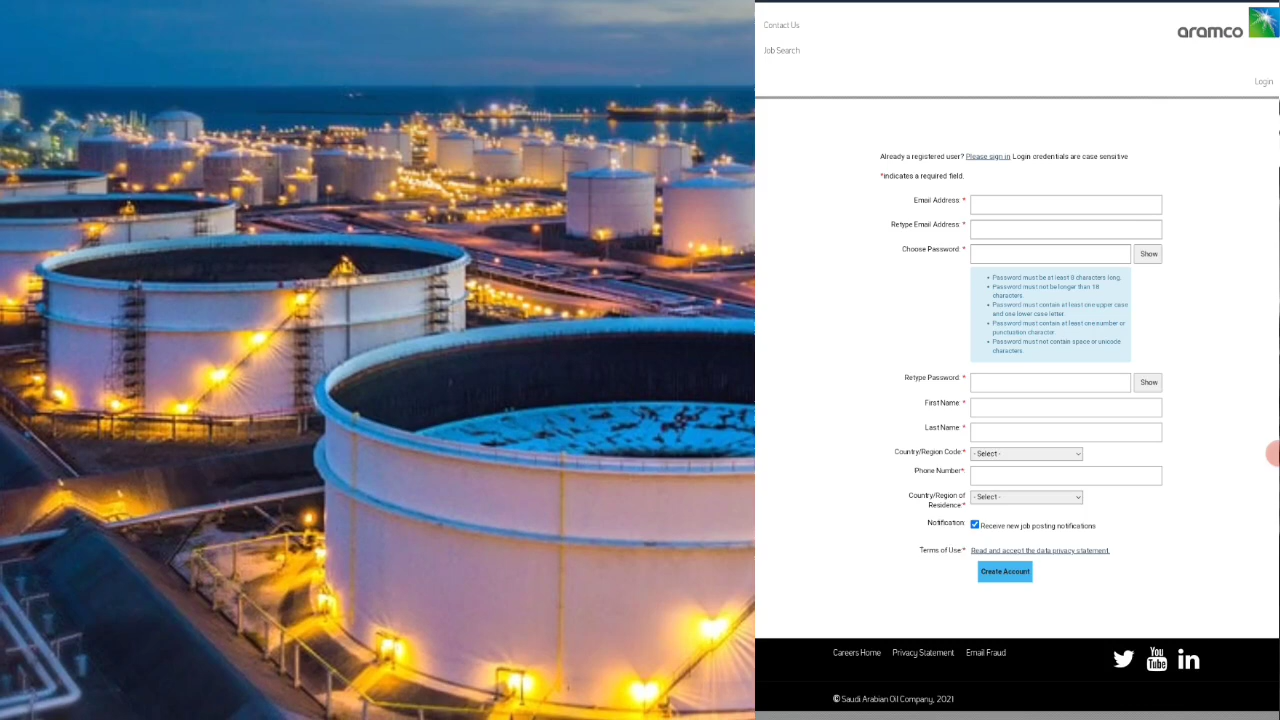 Contact Us
aramco
Job Search
Login
Already a registered user? Please sign in Login credentials are case sensitive
*indicates a required field.
Email Address: *
Retype Email Address: *
Choose Password: *
Show
• Password must be at least 8 characters long.
• Password must not be longer than 18
characters.
• Password must contain at least one upper case
and one lower case letter.
• Password must contain at least one number or
punctuation character.
• Password must not contain space or unicode
characters.
Retype Password: *
Show
First Name: *
Last Name: *
Country/Region Code:*
- Select -
Phone Number*:
Country/Region of
Residence:*
- Select -
Notification:
Receive new job posting notifications
Terms of Use:*
Read and accept the data privacy statement.
Create Account
Careers Home
Privacy Statement
Email Fraud
You
Tube
in
© Saudi Arabian Oil Company, 2021